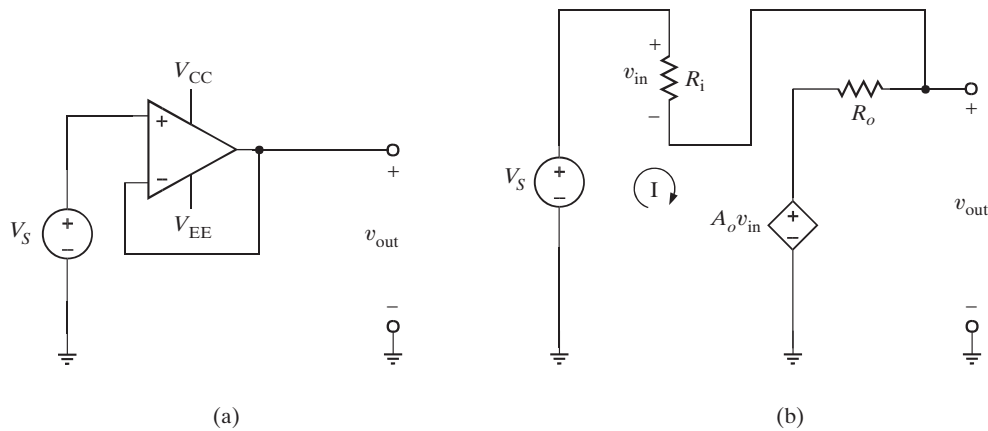 V_CC
+
−
V_EE
V_S
+
−
+
v_out
−
(a)
+
v_in
R_i
−
R_o
+
V_S
+
−
I
A_o v_in
+
−
v_out
−
(b)